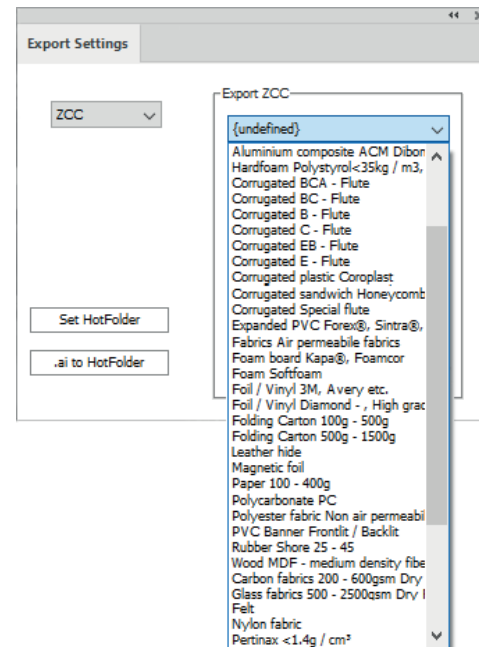 Export Settings
ZCC
Export ZCC
{undefined}
Aluminium composite ACM Dibon
Hardfoam Polystyrol<35kg / m3,
Corrugated BCA - Flute
Corrugated BC - Flute
Corrugated B - Flute
Corrugated C - Flute
Corrugated EB - Flute
Corrugated E - Flute
Corrugated plastic Coroplast
Corrugated sandwich Honeycomb
Corrugated Special flute
Expanded PVC Forex®, Sintra®,
Fabrics Air permeabile fabrics
Foam board Kapa®, Foamcor
Foam Softfoam
Foil / Vinyl 3M, Avery etc.
Foil / Vinyl Diamond - , High grad
Folding Carton 100g - 500g
Folding Carton 500g - 1500g
Leather hide
Magnetic foil
Paper 100 - 400g
Polycarbonate PC
Polyester fabric Non air permeabil
PVC Banner Frontlit / Backlit
Rubber Shore 25 - 45
Wood MDF - medium density fibe
Carbon fabrics 200 - 600gsm Dry
Glass fabrics 500 - 2500gsm Dry
Felt
Nylon fabric
Pertinax <1.4g / cm³
Set HotFolder
.ai to HotFolder